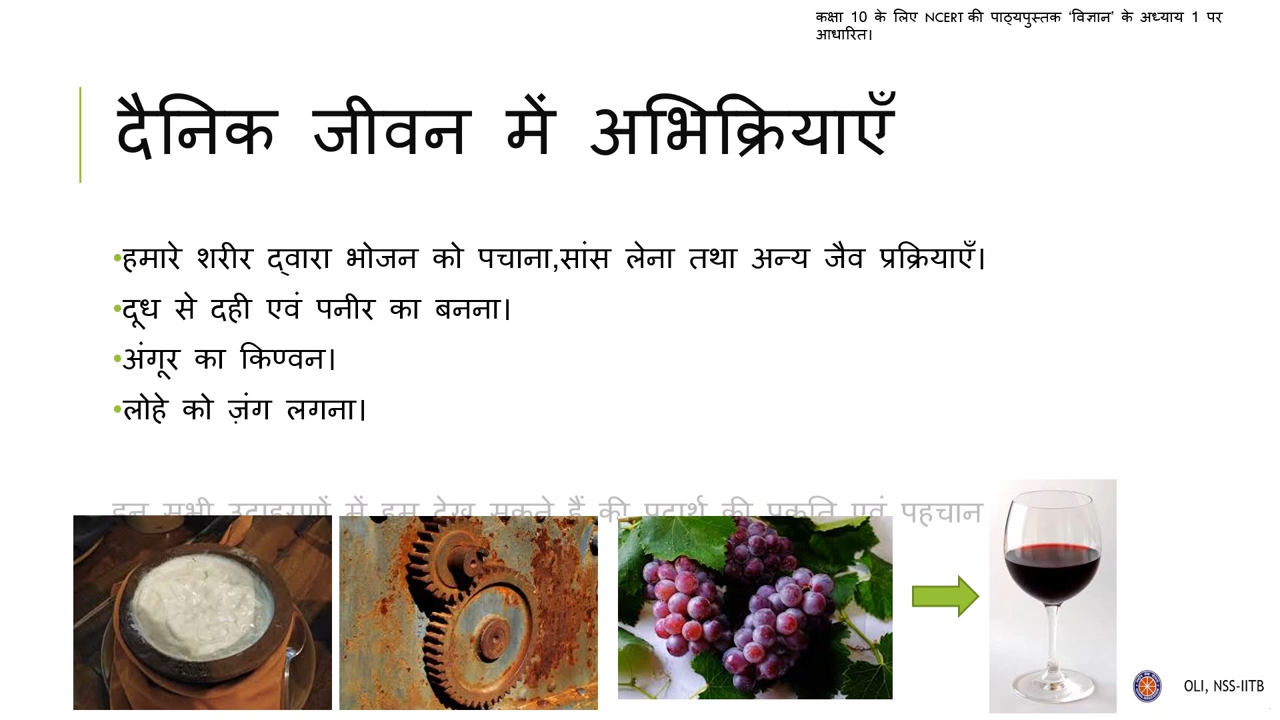 कक्षा 10 के लिए NCERT की पाठ्यपुस्तक ‘विज्ञान’ के अध्याय 1 पर
आधारित।
दैनिक जीवन में अभिक्रियाएँ
•हमारे शरीर द्वारा भोजन को पचाना,सांस लेना तथा अन्य जैव प्रक्रियाएँ।
•दूध से दही एवं पनीर का बनना।
•अंगूर का किण्वन।
•लोहे को ज़ंग लगना।
इन सभी उदाहरणों में हम देख सकते हैं की पदार्थ की प्रकृति एवं पहचान
OLI, NSS-IITB